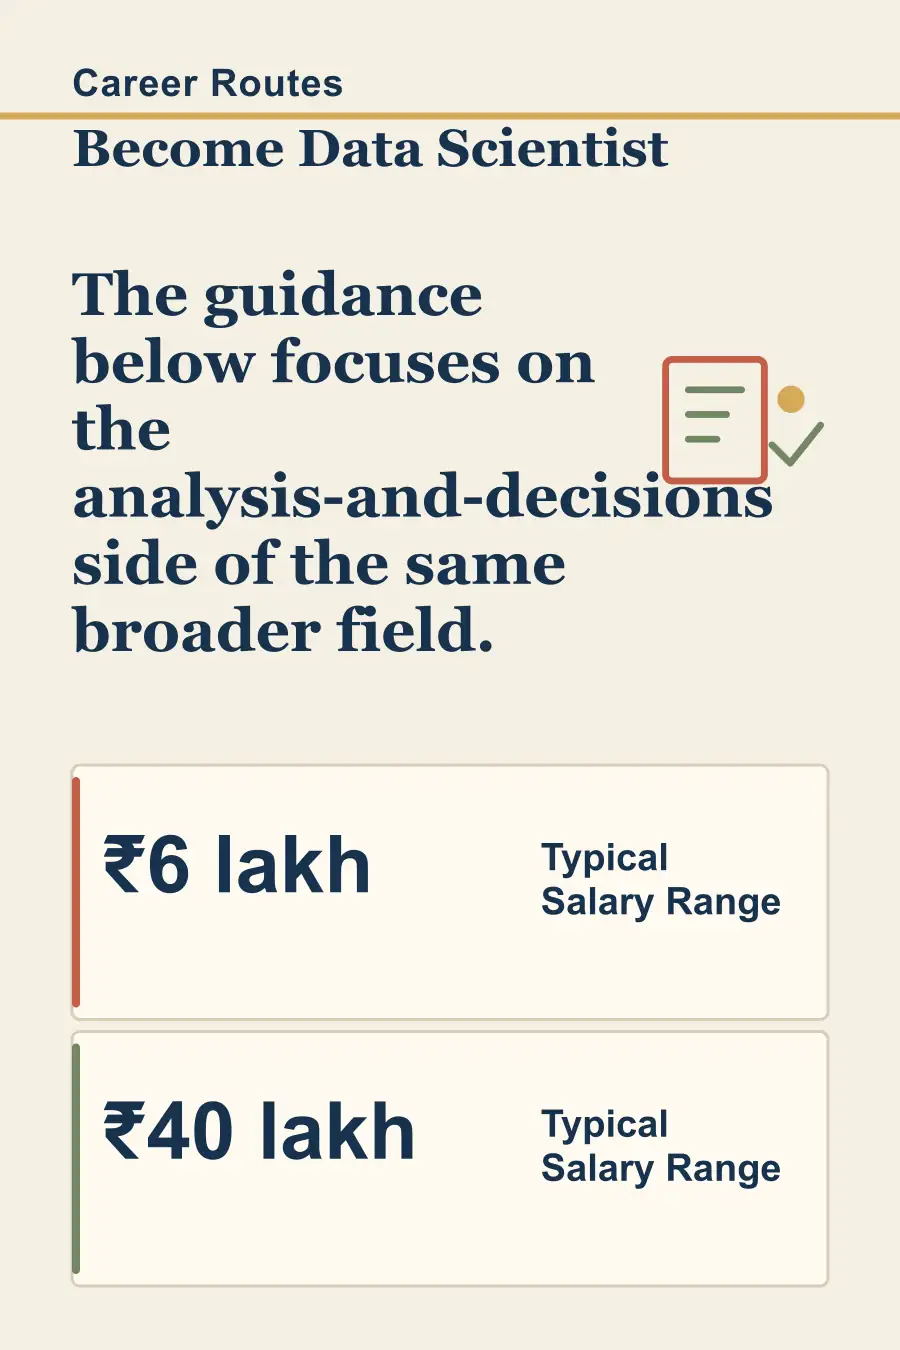 Career Routes
Become Data Scientist
The guidance
below focuses on
the
analysis-and-decisions
side of the same
broader field.
₹6 lakh
Typical
Salary Range
₹40 lakh
Typical
Salary Range